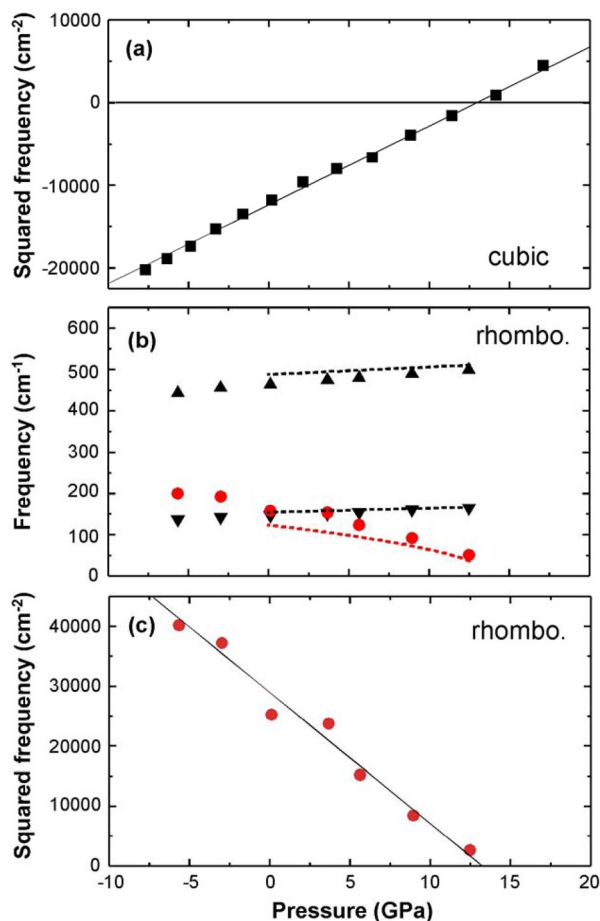 10000
(a)
0
-10000
-20000
Squared frequency (cm⁻²)
cubic
600
(b)
rhombo.
500
400
300
200
100
0
Frequency (cm⁻¹)
40000
(c)
rhombo.
30000
20000
10000
0
Squared frequency (cm⁻²)
-10 -5 0 5 10 15 20
Pressure (GPa)